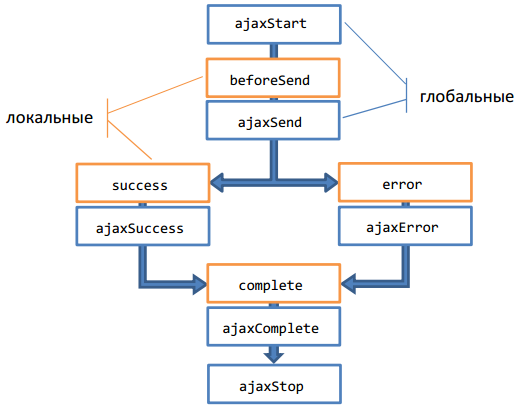 ajaxStart
beforeSend
глобальные
локальные
ajaxSend
success
error
ajaxSuccess
ajaxError
complete
ajaxComplete
ajaxStop